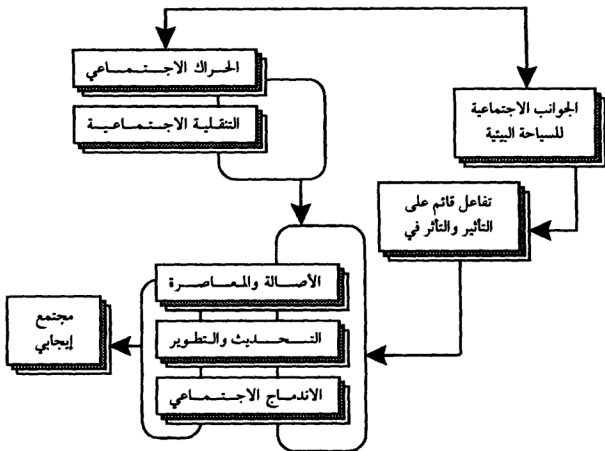 الحراك الاجتماعي
التنقلية الاجتماعية
الجوانب الاجتماعية
للسياحة البيئية
تفاعل قائم على
التأثير والتأثر في
الأصالة والمعاصرة
التحديث والتطوير
الاندماج الاجتماعي
مجتمع
إيجابي